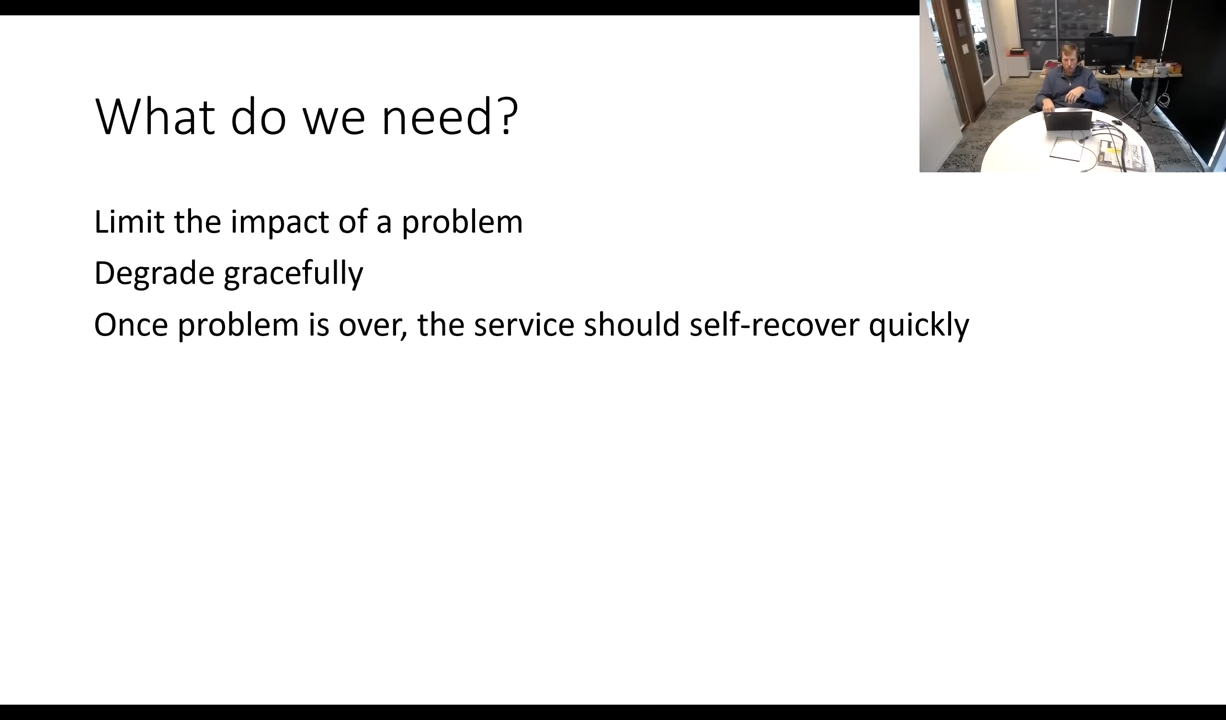 What do we need?
Limit the impact of a problem
Degrade gracefully
Once problem is over, the service should self-recover quickly